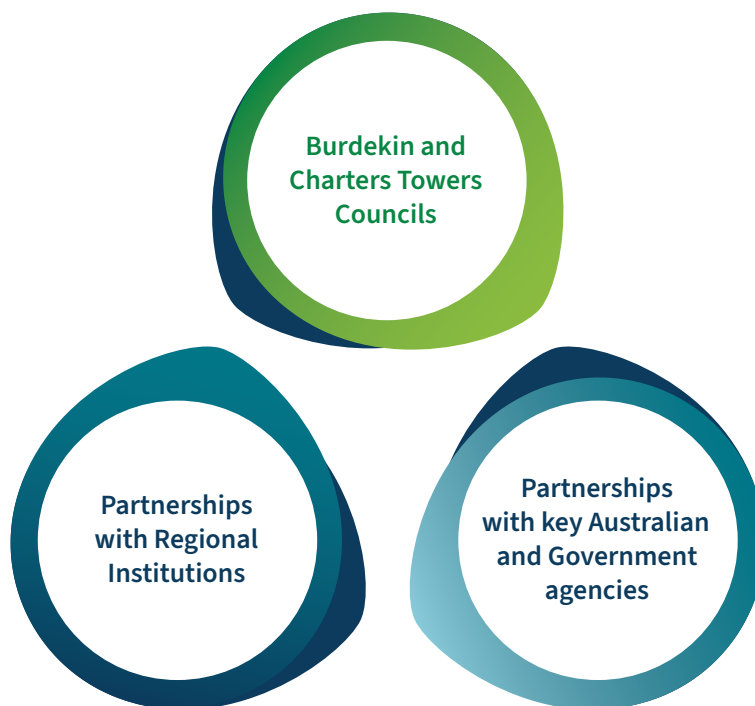 Burdekin and
Charters Towers
Councils
Partnerships
with Regional
Institutions
Partnerships
with key Australian
and Government
agencies